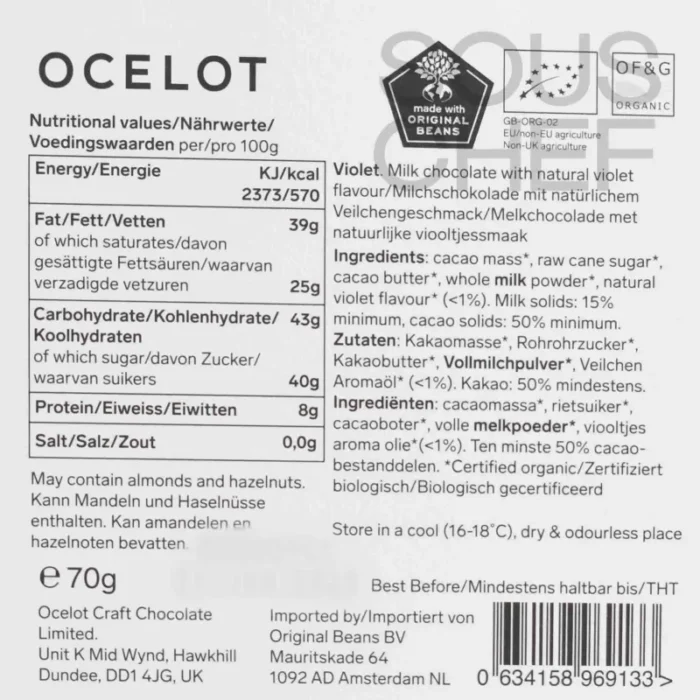 OCELOT
SOUS
CHEF
made with
ORIGINAL
BEANS
OF&G
ORGANIC
GB-ORG-02
EU/non-EU agriculture
Non-UK agriculture
Nutritional values/Nährwerte/
Voedingswaarden per/pro 100g
Energy/Energie KJ/kcal
2373/570
Fat/Fett/Vetten 39g
of which saturates/davon
gesättigte Fettsäuren/waarvan
verzadigde vetzuren 25g
Carbohydrate/Kohlenhydrate/ 43g
Koolhydraten
of which sugar/davon Zucker/
waarvan suikers 40g
Protein/Eiweiss/Eiwitten 8g
Salt/Salz/Zout 0,0g
May contain almonds and hazelnuts.
Kann Mandeln und Haselnüsse
enthalten. Kan amandelen en
hazelnoten bevatten.
Violet. Milk chocolate with natural violet
flavour/Milchschokolade mit natürlichem
Veilchengeschmack/Melkchocolade met
natuurlijke viooltjessmaak
Ingredients: cacao mass*, raw cane sugar*,
cacao butter*, whole milk powder*, natural
violet flavour* (<1%). Milk solids: 15%
minimum, cacao solids: 50% minimum.
Zutaten: Kakaomasse*, Rohrohrzucker*,
Kakaobutter*, Vollmilchpulver*, Veilchen
Aromaöl* (<1%). Kakao: 50% mindestens.
Ingrediënten: cacaomassa*, rietsuiker*,
cacaoboter*, volle melkpoeder*, viooltjes
aroma olie*(<1%). Ten minste 50% cacao-
bestanddelen. *Certified organic/Zertifiziert
biologisch/Biologisch gecertificeerd
Store in a cool (16-18°C), dry & odourless place
e 70g
Best Before/Mindestens haltbar bis/THT
Ocelot Craft Chocolate
Limited.
Unit K Mid Wynd, Hawkhill
Dundee, DD1 4JG, UK
Imported by/Importiert von
Original Beans BV
Mauritskade 64
1092 AD Amsterdam NL
0 634158 969133 >